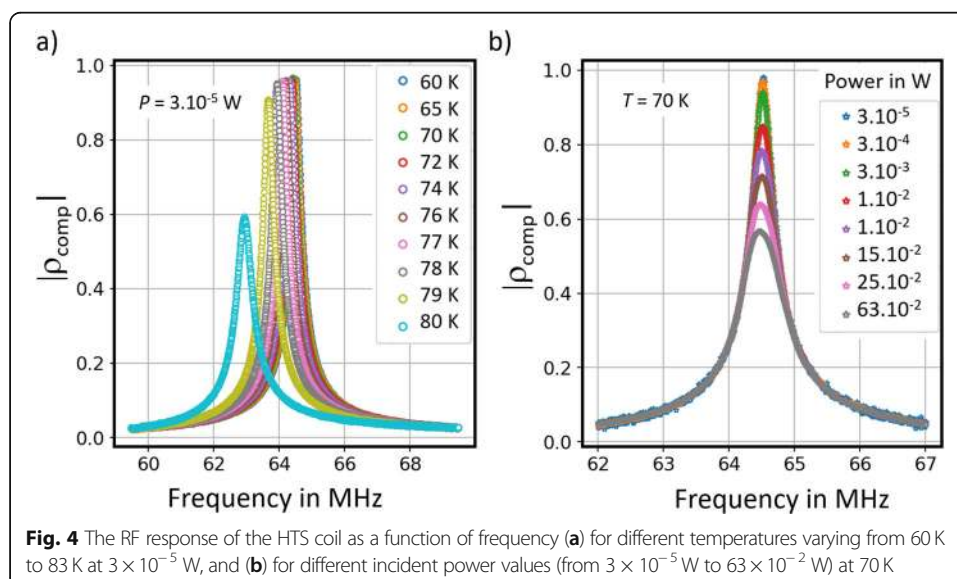 a)
|ρcomp|
1.0
0.8
0.6
0.4
0.2
0.0
P = 3.10⁻⁵ W
60 K
65 K
70 K
72 K
74 K
76 K
77 K
78 K
79 K
80 K
60 62 64 66 68
Frequency in MHz
b)
|ρcomp|
1.0
0.8
0.6
0.4
0.2
0.0
T = 70 K
Power in W
3.10⁻⁵
3.10⁻⁴
3.10⁻³
1.10⁻²
1.10⁻²
15.10⁻²
25.10⁻²
63.10⁻²
62 63 64 65 66 67
Frequency in MHz
Fig. 4 The RF response of the HTS coil as a function of frequency (a) for different temperatures varying from 60 K
to 83 K at 3 × 10⁻⁵ W, and (b) for different incident power values (from 3 × 10⁻⁵ W to 63 × 10⁻² W) at 70 K